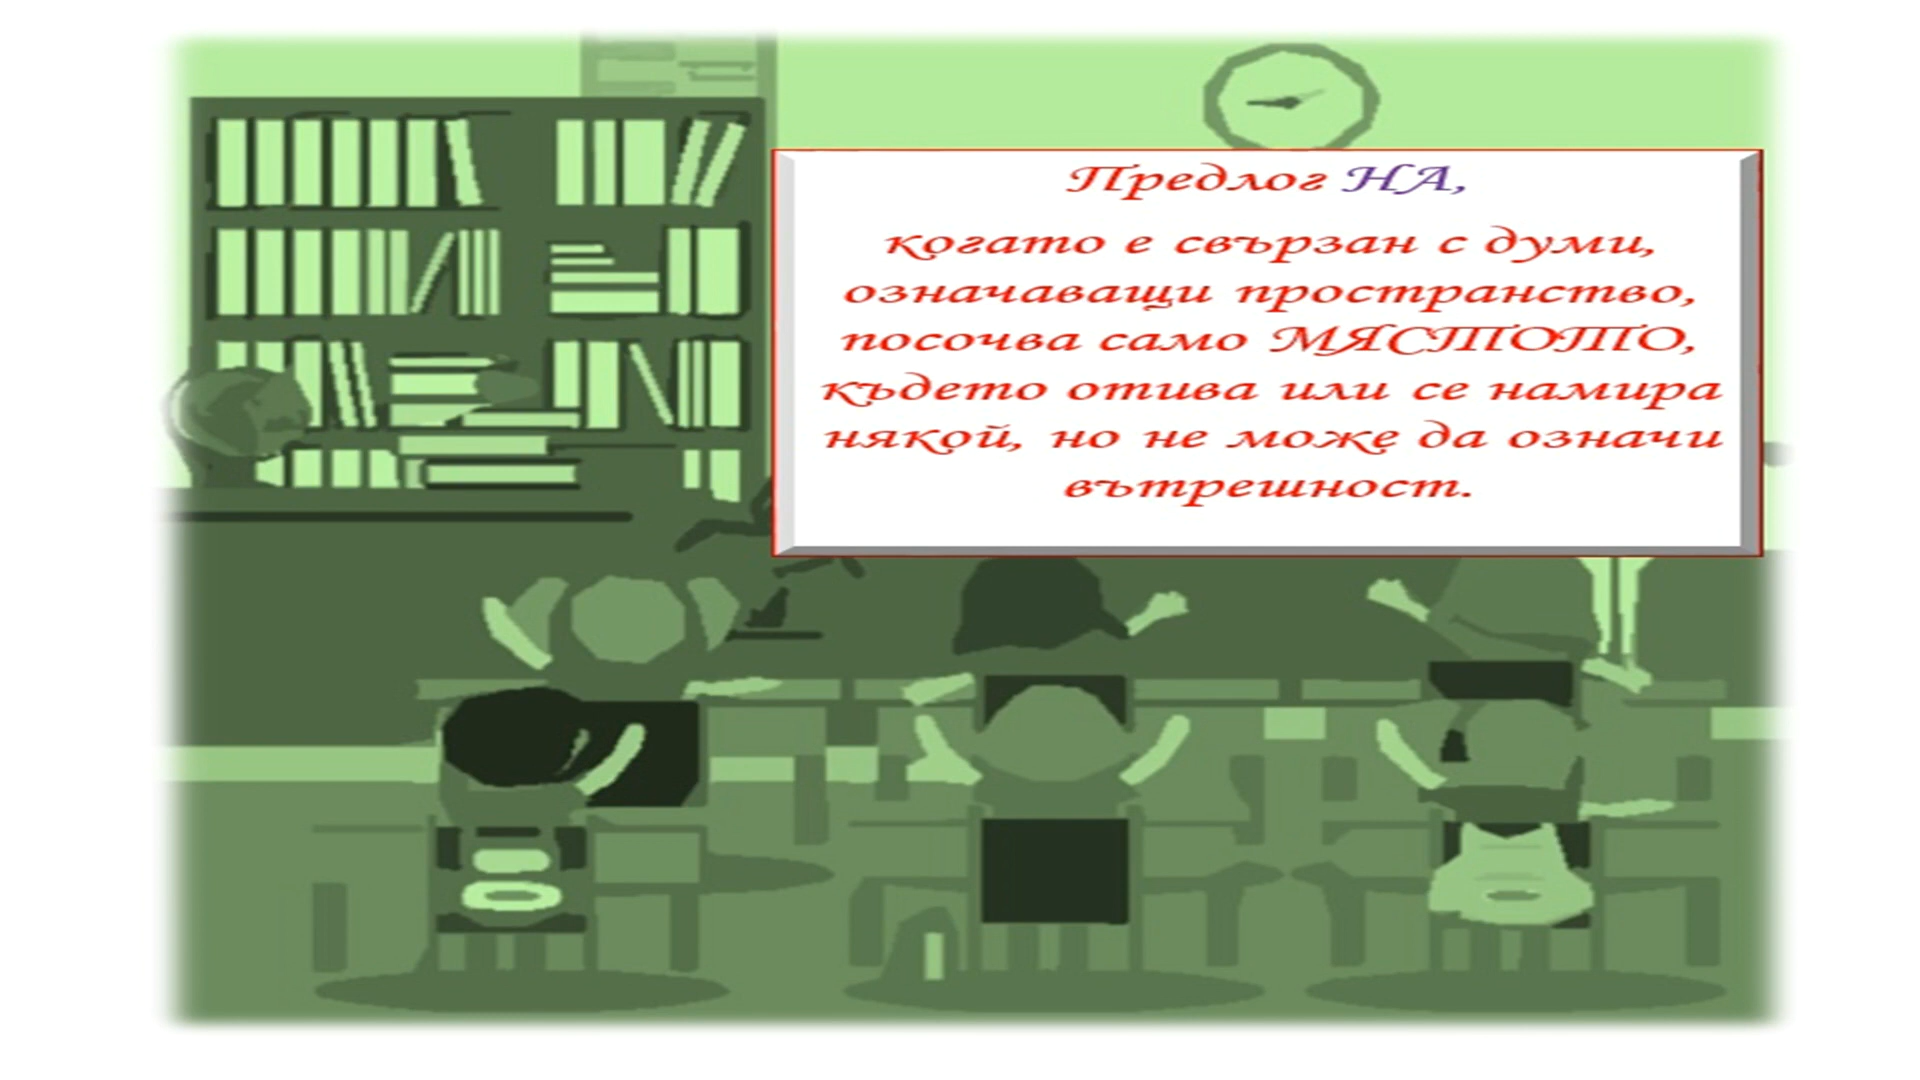 Предлог НА,
когато е свързан с думи,
означаващи пространство,
посочва само МЯСТОТО,
където отива или се намира
някой, но не може да означи
вътрешност.